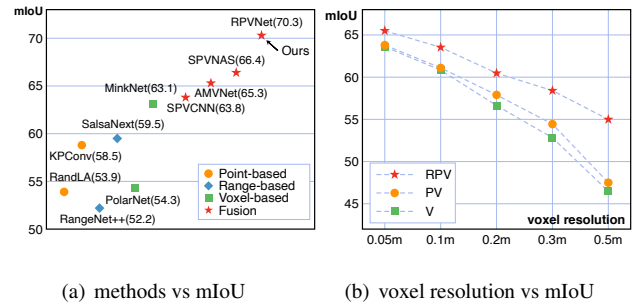 mIoU
70
65
60
55
50
RPVNet(70.3)
Ours
SPVNAS(66.4)
MinkNet(63.1)
AMVNet(65.3)
SPVCNN(63.8)
SalsaNext(59.5)
KPConv(58.5)
RandLA(53.9)
PolarNet(54.3)
RangeNet++(52.2)
Point-based
Range-based
Voxel-based
Fusion
(a) methods vs mIoU
mIoU
65
60
55
50
45
RPV
PV
V
voxel resolution
0.05m 0.1m 0.2m 0.3m 0.5m
(b) voxel resolution vs mIoU